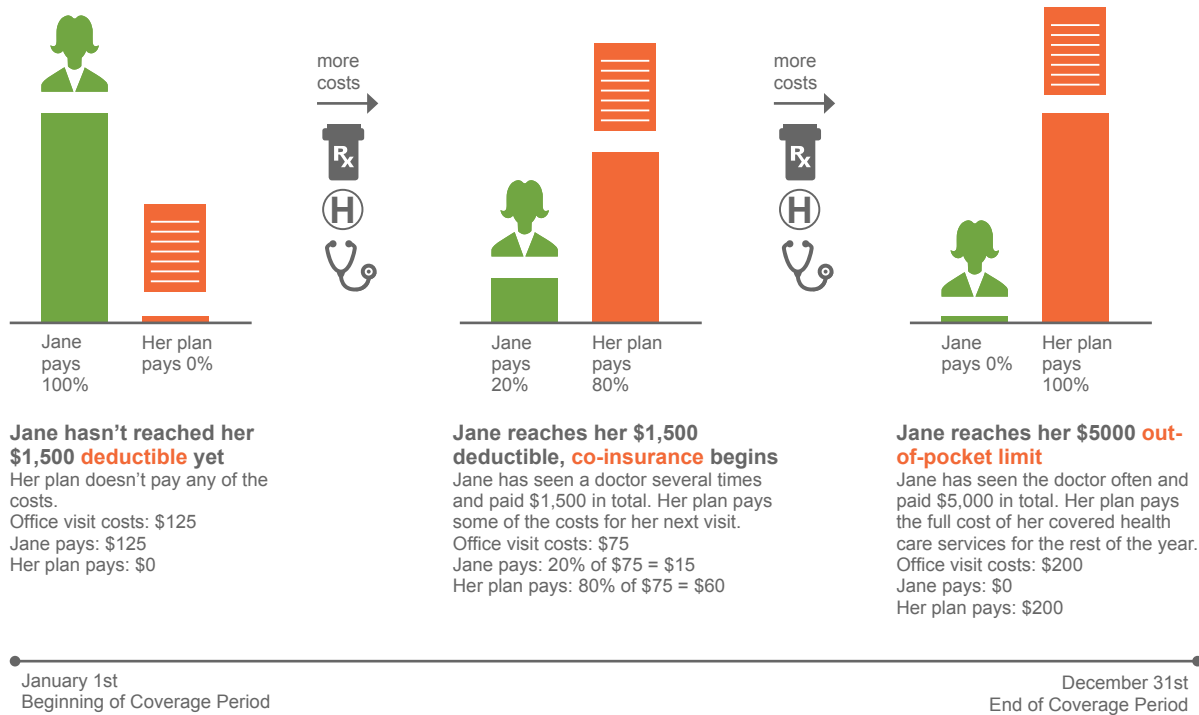 more
costs
Rx
H
more
costs
Rx
H
Jane
pays
100%
Her plan
pays 0%
Jane
pays
20%
Her plan
pays
80%
Jane
pays 0%
Her plan
pays
100%
Jane hasn’t reached her
$1,500 deductible yet
Her plan doesn’t pay any of the
costs.
Office visit costs: $125
Jane pays: $125
Her plan pays: $0
Jane reaches her $1,500
deductible, co-insurance begins
Jane has seen a doctor several times
and paid $1,500 in total. Her plan pays
some of the costs for her next visit.
Office visit costs: $75
Jane pays: 20% of $75 = $15
Her plan pays: 80% of $75 = $60
Jane reaches her $5000 out-
of-pocket limit
Jane has seen the doctor often and
paid $5,000 in total. Her plan pays
the full cost of her covered health
care services for the rest of the year.
Office visit costs: $200
Jane pays: $0
Her plan pays: $200
January 1st
Beginning of Coverage Period
December 31st
End of Coverage Period